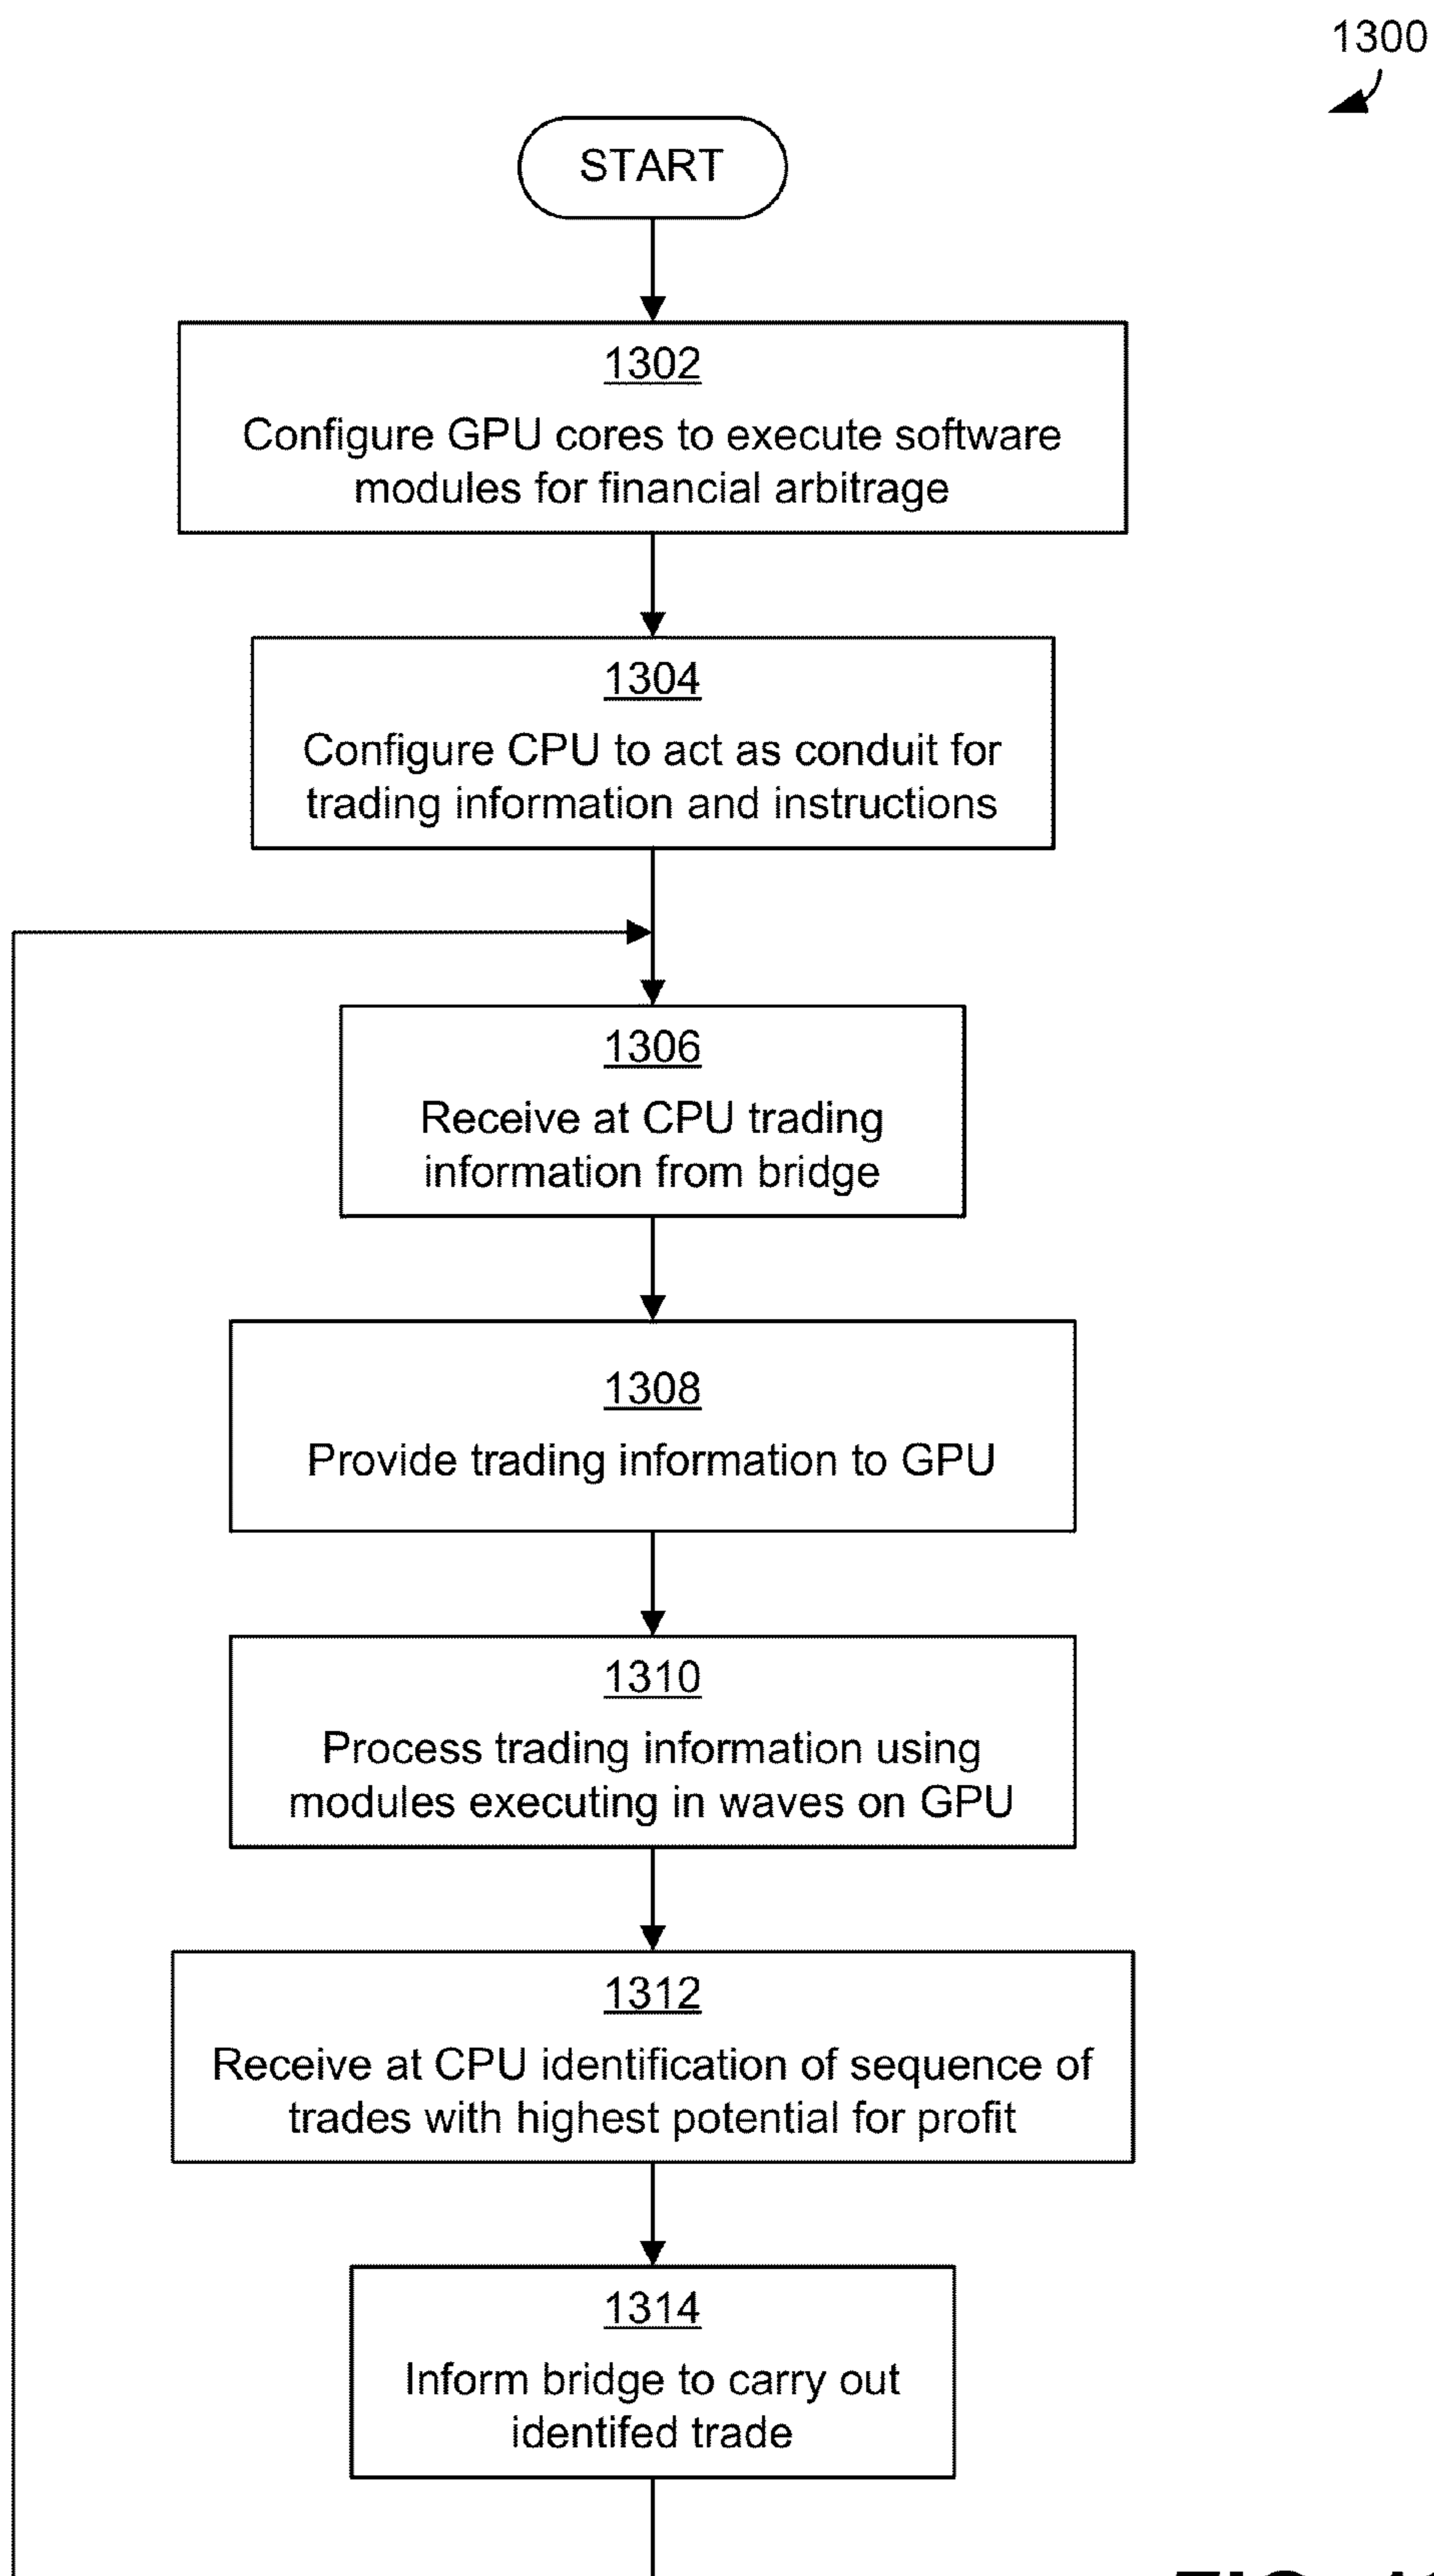 1300
START
1302
Configure GPU cores to execute software
modules for financial arbitrage
1304
Configure CPU to act as conduit for
trading information and instructions
1306
Receive at CPU trading
information from bridge
1308
Provide trading information to GPU
1310
Process trading information using
modules executing in waves on GPU
1312
Receive at CPU identification of sequence of
trades with highest potential for profit
1314
Inform bridge to carry out
identifed trade